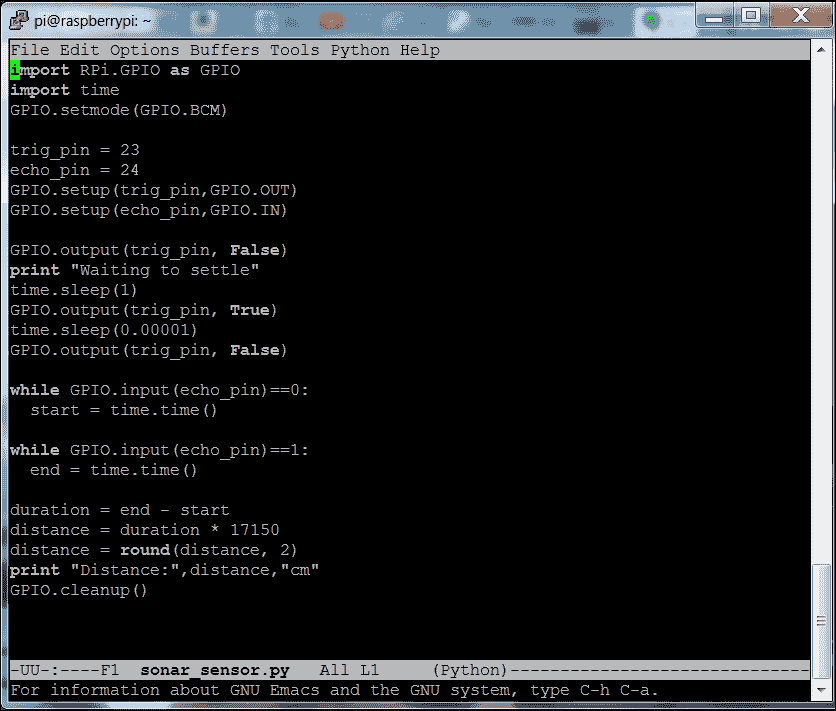 pi@raspberrypi: ~
File Edit Options Buffers Tools Python Help
import RPi.GPIO as GPIO
import time
GPIO.setmode(GPIO.BCM)
trig_pin = 23
echo_pin = 24
GPIO.setup(trig_pin,GPIO.OUT)
GPIO.setup(echo_pin,GPIO.IN)
GPIO.output(trig_pin, False)
print "Waiting to settle"
time.sleep(1)
GPIO.output(trig_pin, True)
time.sleep(0.00001)
GPIO.output(trig_pin, False)
while GPIO.input(echo_pin)==0:
  start = time.time()
while GPIO.input(echo_pin)==1:
  end = time.time()
duration = end - start
distance = duration * 17150
distance = round(distance, 2)
print "Distance:",distance,"cm"
GPIO.cleanup()
-UU-:----F1  sonar_sensor.py   All L1     (Python)------------------------------
For information about GNU Emacs and the GNU system, type C-h C-a.